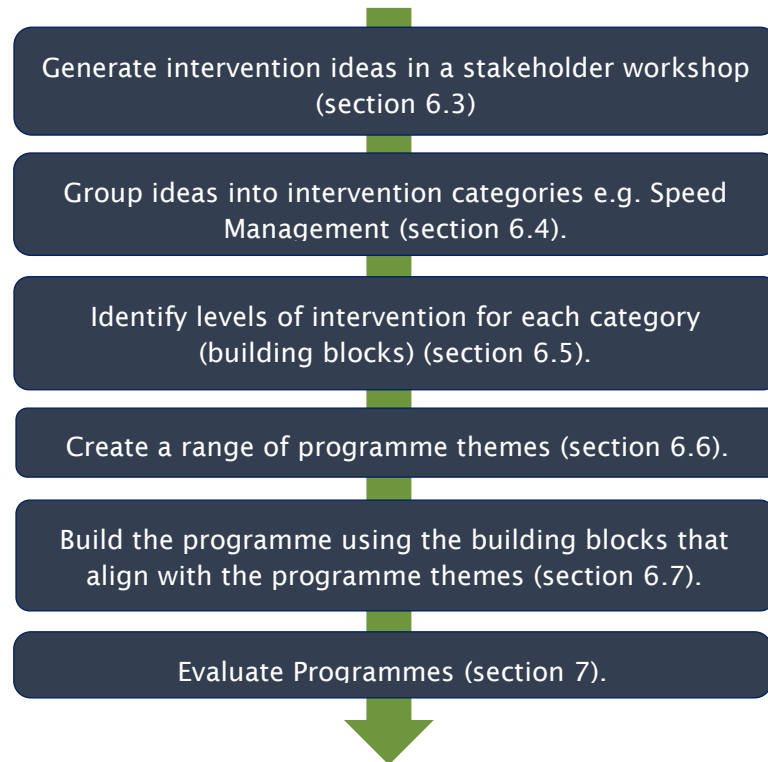 Generate intervention ideas in a stakeholder workshop
(section 6.3)
Group ideas into intervention categories e.g. Speed
Management (section 6.4).
Identify levels of intervention for each category
(building blocks) (section 6.5).
Create a range of programme themes (section 6.6).
Build the programme using the building blocks that
align with the programme themes (section 6.7).
Evaluate Programmes (section 7).